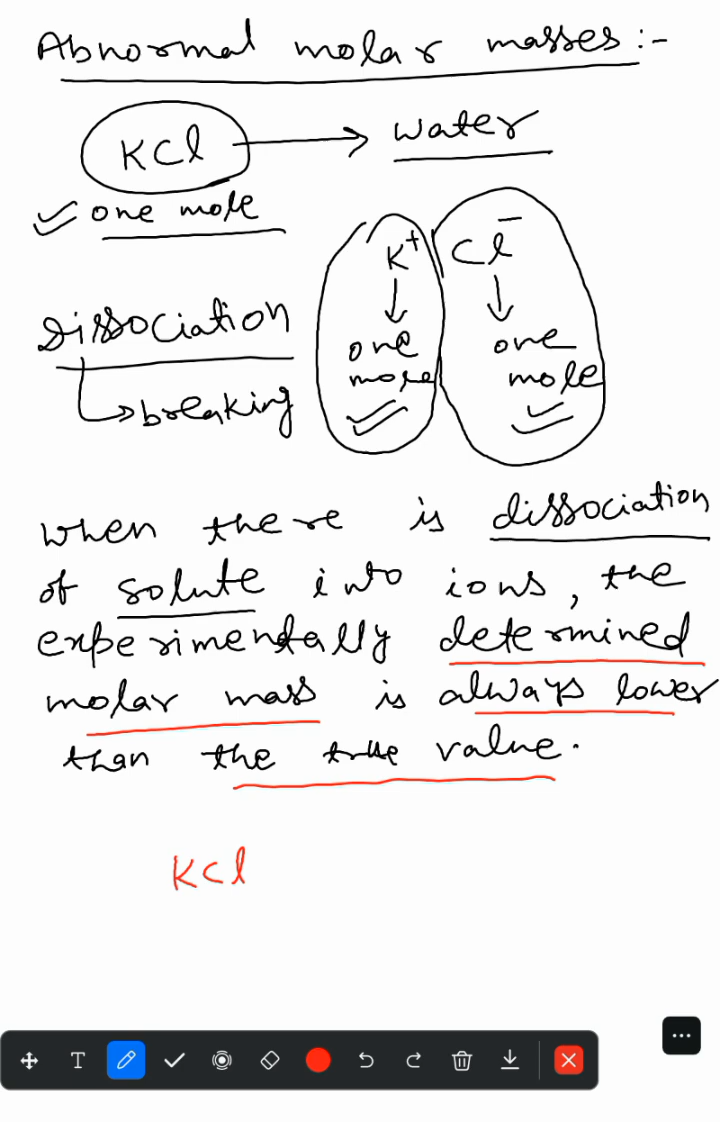 Abnormal molar masses :-
KCl → water
one mole
K⁺ Cl⁻
↓ ↓
Dissociation
one mole one mole
↳ breaking
When there is dissociation
of solute into ions, the
experimentally determined
molar mass is always lower
than the true value.
KCl
T